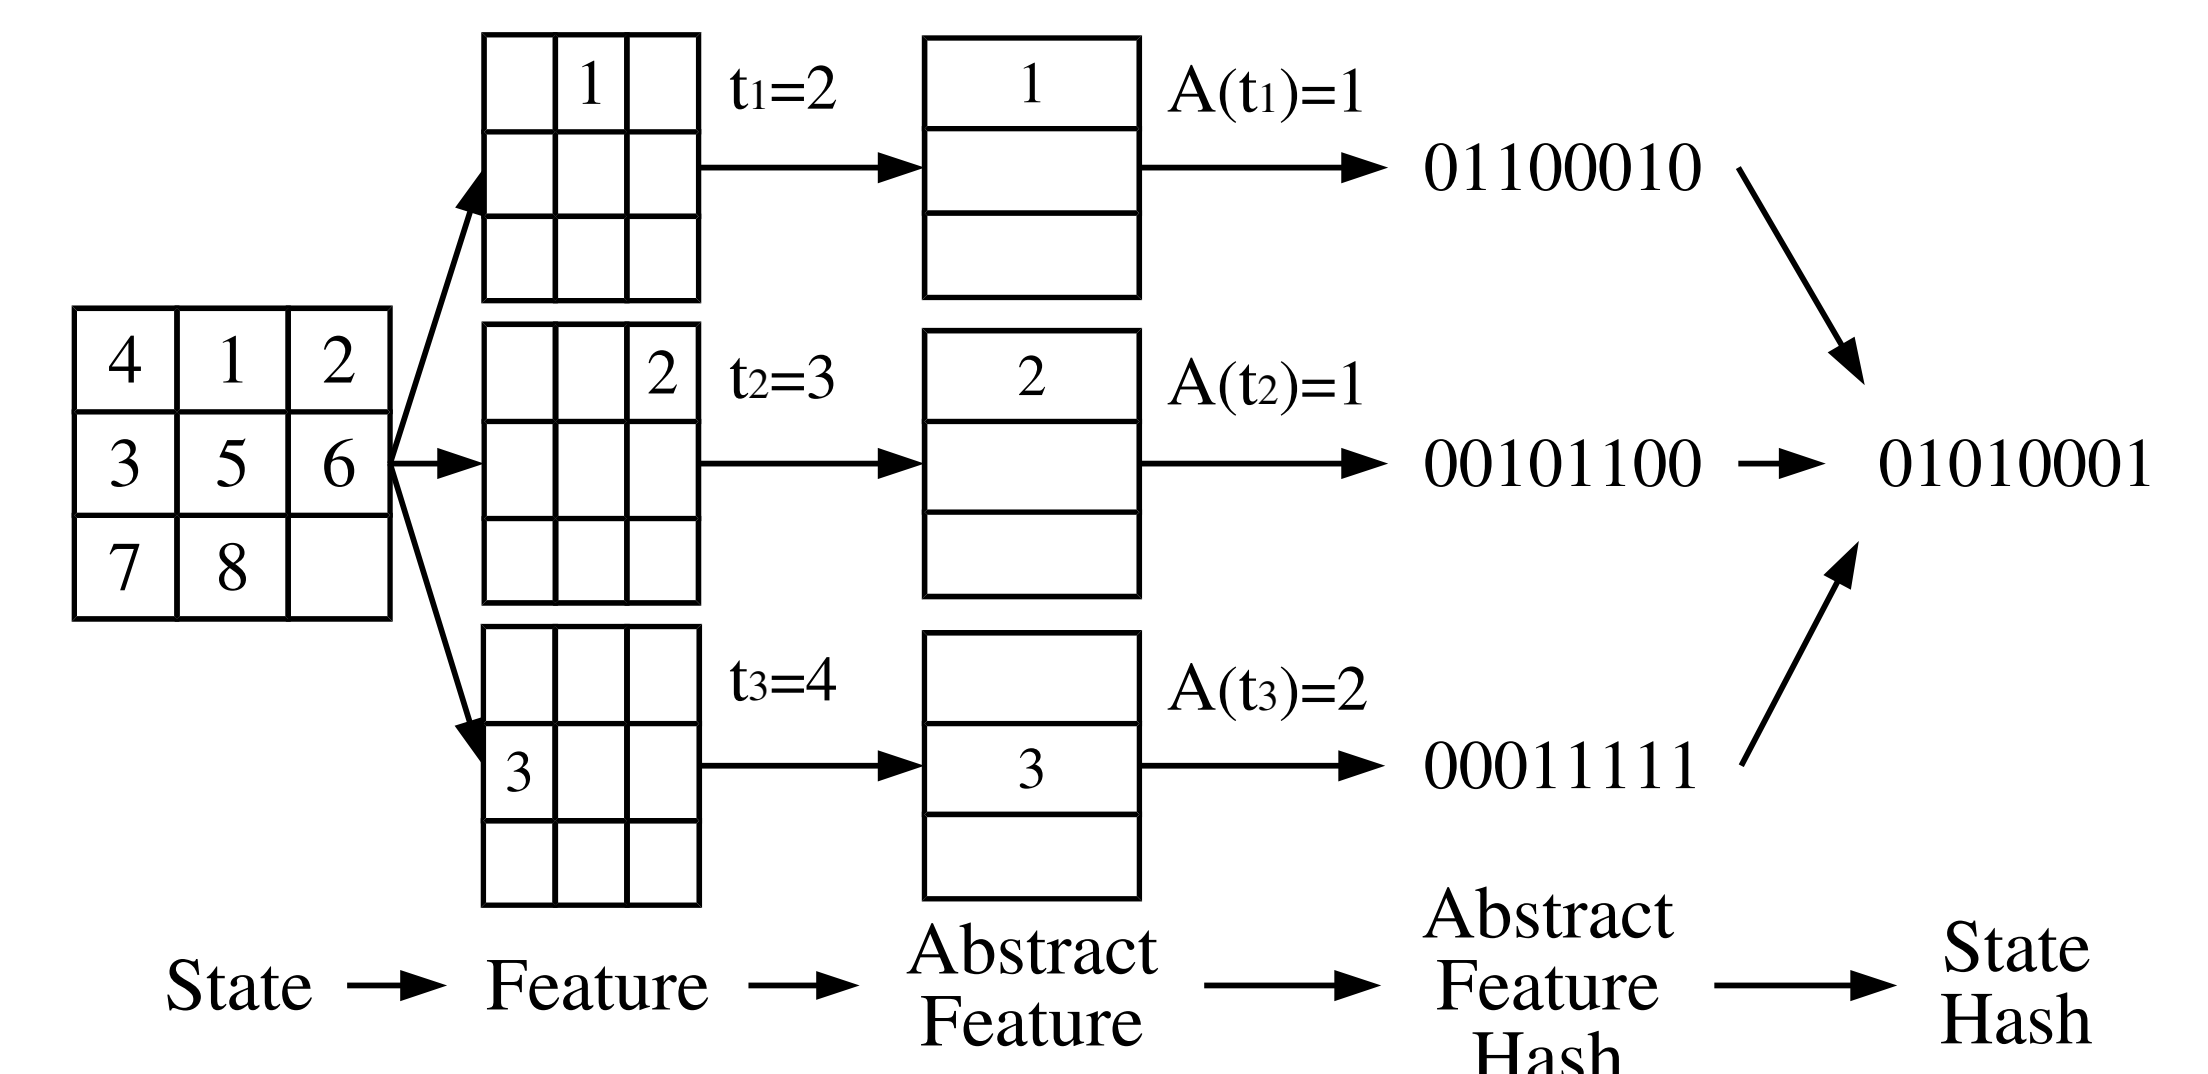 1
t1=2
1
A(t1)=1
01100010
4 1 2
3 5 6
7 8
2
t2=3
2
A(t2)=1
00101100
01010001
3
t3=4
3
A(t3)=2
00011111
State
Feature
Abstract
Feature
Abstract
Feature
Hash
State
Hash